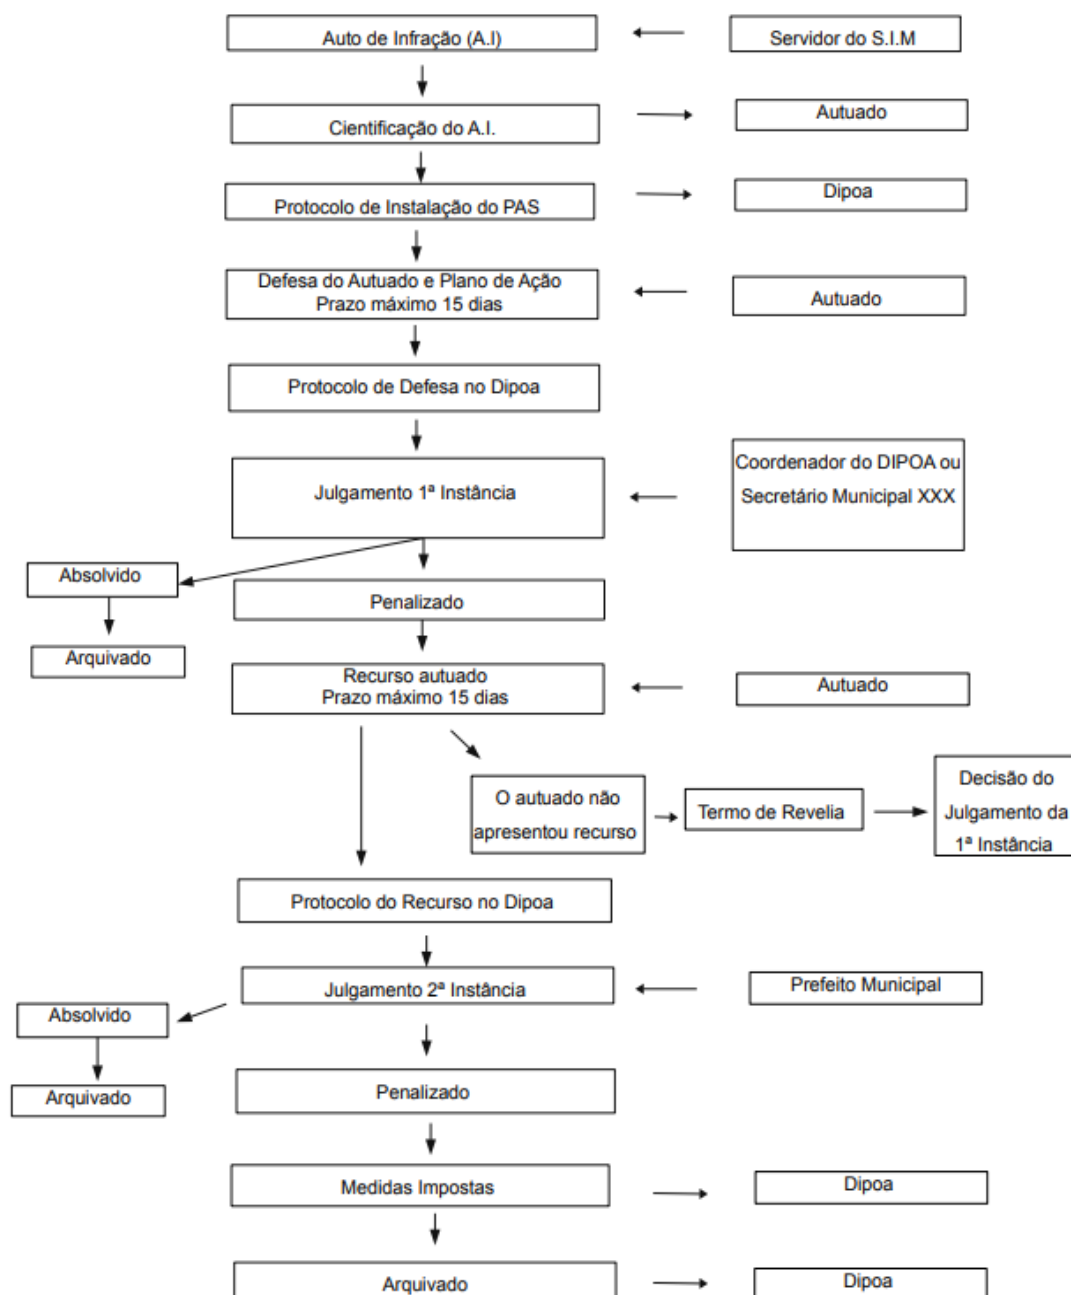 Auto de Infração (A.I)
Servidor do S.I.M
Cientificação do A.I.
Autuado
Protocolo de Instalação do PAS
Dipoa
Defesa do Autuado e Plano de Ação
Prazo máximo 15 dias
Autuado
Protocolo de Defesa no Dipoa
Julgamento 1ª Instância
Coordenador do DIPOA ou
Secretário Municipal XXX
Absolvido
Penalizado
Arquivado
Recurso autuado
Prazo máximo 15 dias
Autuado
O autuado não
apresentou recurso
Termo de Revelia
Decisão do
Julgamento da
1ª Instância
Protocolo do Recurso no Dipoa
Julgamento 2ª Instância
Prefeito Municipal
Absolvido
Arquivado
Penalizado
Medidas Impostas
Dipoa
Arquivado
Dipoa